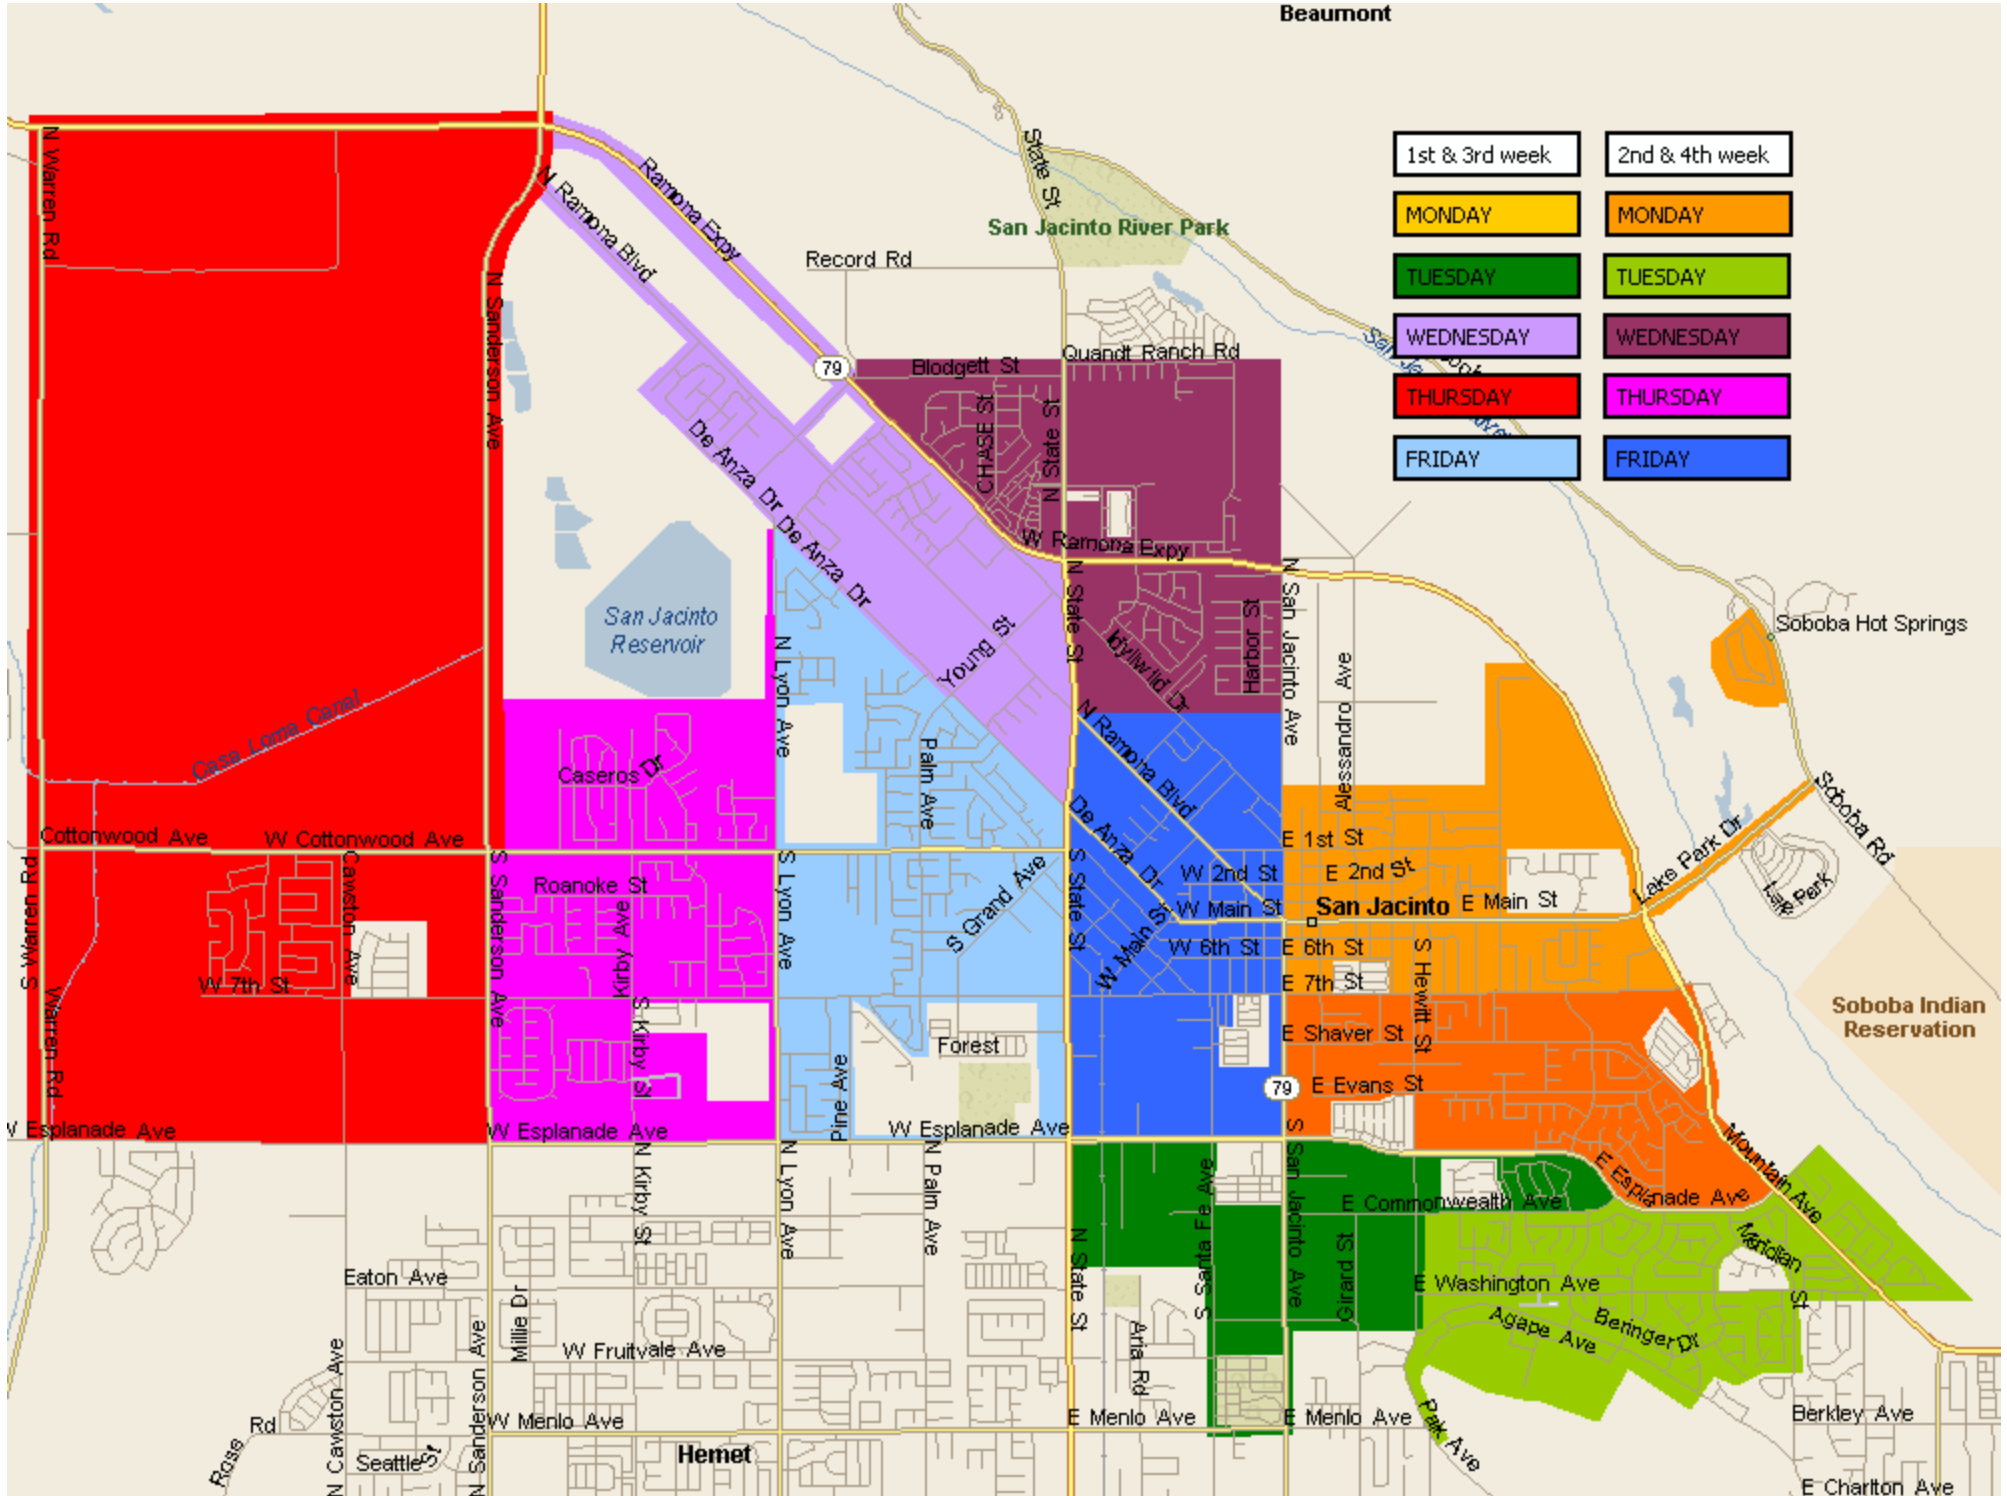 Beaumont
1st & 3rd week
2nd & 4th week
MONDAY
MONDAY
TUESDAY
TUESDAY
WEDNESDAY
WEDNESDAY
THURSDAY
THURSDAY
FRIDAY
FRIDAY
N Warren Rd
N Ramona Blvd
Ramona Expy
State St
San Jacinto River Park
Record Rd
N Sanderson Ave
79
Blodgett St
Quandt Ranch Rd
CHASE St
N State St
De Anza Dr
De Anza Dr
W Ramona Expy
San Jacinto
Reservoir
N Lyon Ave
Young St
N State St
Idyllwild Dr
Harbor St
N San Jacinto Ave
Alessandro Ave
Soboba Hot Springs
Casa Loma Canal
Caseros Dr
Palm Ave
N Ramona Blvd
De Anza Dr
Lake Park Dr
Soboba Rd
Lake Park
Cottonwood Ave
W Cottonwood Ave
E 1st St
W 2nd St
E 2nd St
S Warren Rd
Cawston Ave
S Sanderson Ave
Roanoke St
Kirby Ave
S Lyon Ave
S Grand Ave
S State St
W Main St
W Main St
San Jacinto
E Main St
W 6th St
E 6th St
S Hewitt St
W 7th St
E 7th St
Warren Rd
S Kirby St
Forest
Pine Ave
E Shaver St
E Evans St
79
Soboba Indian
Reservation
W Esplanade Ave
W Esplanade Ave
W Esplanade Ave
E Esplanade Ave
Mountain Ave
N Kirby St
N Lyon Ave
N Palm Ave
N State St
S Santa Fe Ave
S San Jacinto Ave
E Commonwealth Ave
Girard St
Meridian St
Eaton Ave
E Washington Ave
Agape Ave
Beringer Dr
Millie Dr
W Fruitvale Ave
Aria Rd
N Cawston Ave
N Sanderson Ave
Rose Rd
Seattle St
W Menlo Ave
E Menlo Ave
E Menlo Ave
Park Ave
Berkley Ave
Hemet
E Charlton Ave